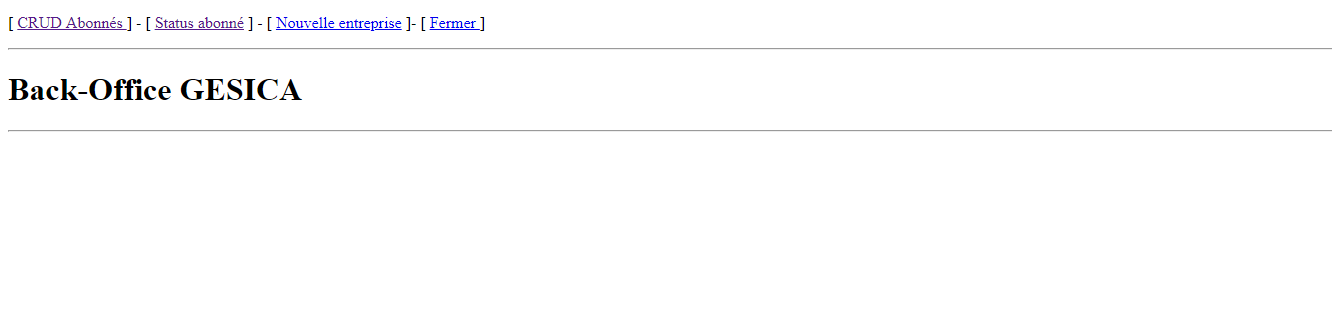 [ CRUD Abonnés ] - [ Status abonné ] - [ Nouvelle entreprise ]- [ Fermer ]
Back-Office GESICA